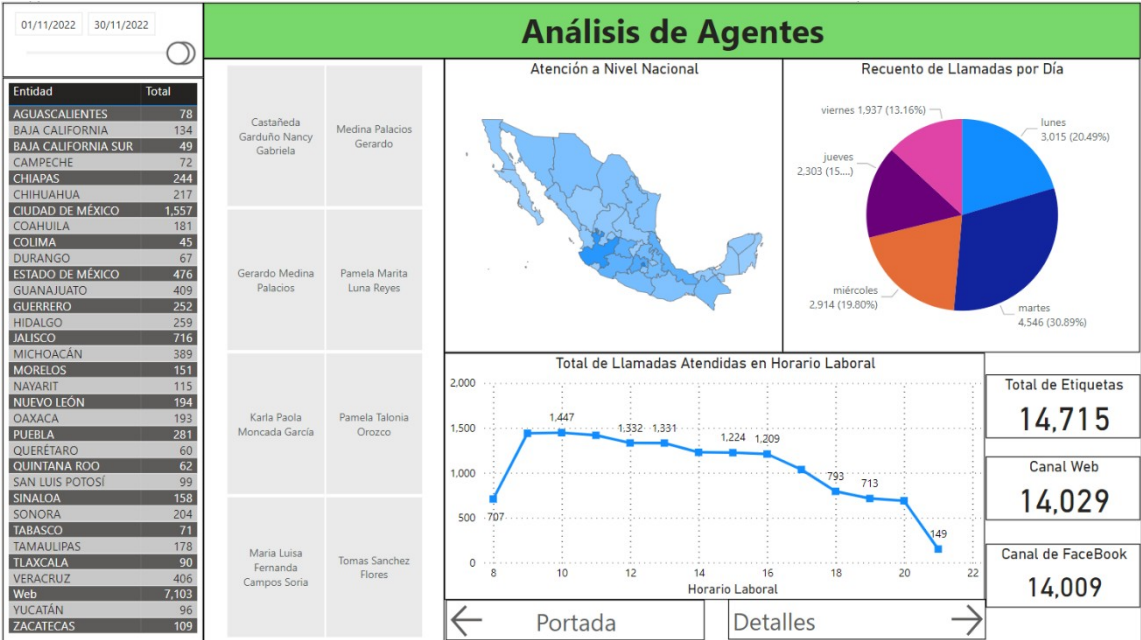 01/11/2022 30/11/2022
Análisis de Agentes
Entidad Total
AGUASCALIENTES 78
BAJA CALIFORNIA 134
BAJA CALIFORNIA SUR 49
CAMPECHE 72
CHIAPAS 244
CHIHUAHUA 217
CIUDAD DE MÉXICO 1,557
COAHUILA 181
COLIMA 45
DURANGO 67
ESTADO DE MÉXICO 476
GUANAJUATO 409
GUERRERO 252
HIDALGO 259
JALISCO 716
MICHOACÁN 389
MORELOS 151
NAYARIT 115
NUEVO LEÓN 194
OAXACA 193
PUEBLA 281
QUERÉTARO 60
QUINTANA ROO 62
SAN LUIS POTOSÍ 99
SINALOA 158
SONORA 204
TABASCO 71
TAMAULIPAS 178
TLAXCALA 90
VERACRUZ 406
Web 7,103
YUCATÁN 96
ZACATECAS 109
Castañeda
Garduño Nancy
Gabriela
Medina Palacios
Gerardo
Gerardo Medina
Palacios
Pamela Marita
Luna Reyes
Karla Paola
Moncada García
Pamela Talonia
Orozco
Maria Luisa
Fernanda
Campos Soria
Tomas Sanchez
Flores
Atención a Nivel Nacional
Recuento de Llamadas por Día
viernes 1,937 (13.16%)
lunes
3,015 (20.49%)
jueves
2,303 (15....)
miércoles
2,914 (19.80%)
martes
4,546 (30.89%)
Total de Llamadas Atendidas en Horario Laboral
2,000
1,500
1,000
500
0
707
1,447
1,332
1,331
1,224
1,209
793
713
149
8 10 12 14 16 18 20 22
Horario Laboral
Total de Etiquetas
14,715
Canal Web
14,029
Canal de FaceBook
14,009
Portada
Detalles